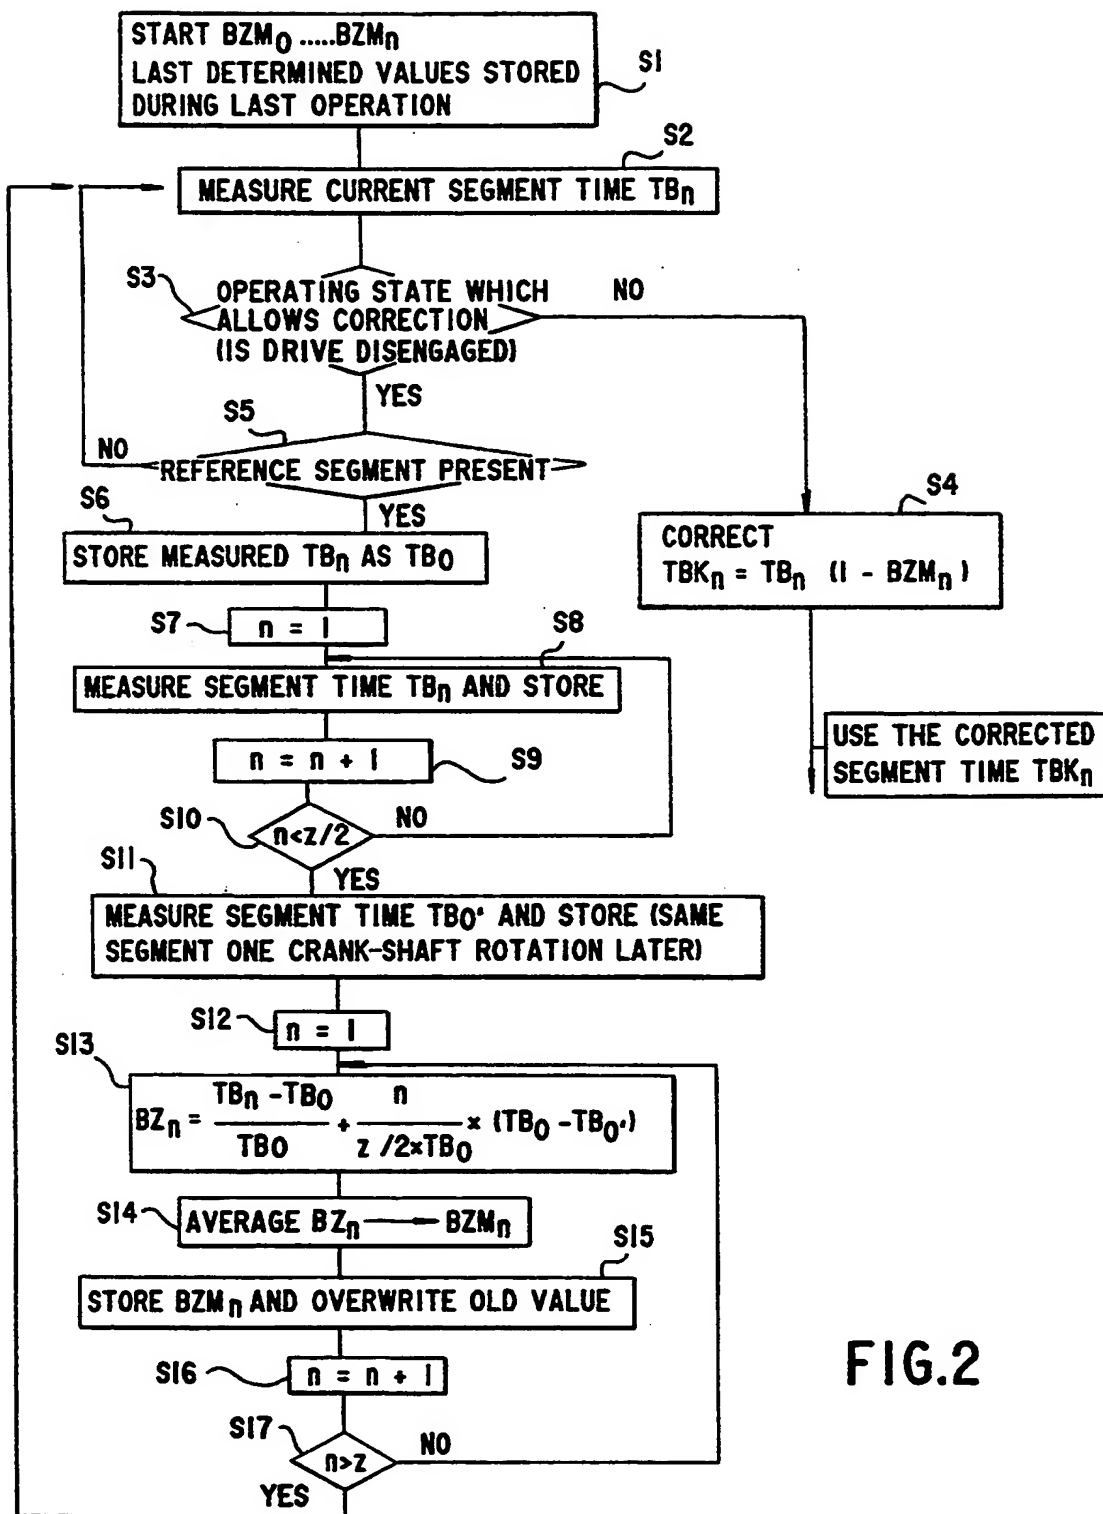 START BZM0 .....BZMn
LAST DETERMINED VALUES STORED
DURING LAST OPERATION
S1
S2
MEASURE CURRENT SEGMENT TIME TBn
S3
OPERATING STATE WHICH
ALLOWS CORRECTION
(IS DRIVE DISENGAGED)
NO
YES
S5
NO
REFERENCE SEGMENT PRESENT
YES
S6
STORE MEASURED TBn AS TB0
S4
CORRECT
TBKn = TBn (1 - BZMn)
S7
n = 1
S8
MEASURE SEGMENT TIME TBn AND STORE
n = n + 1
S9
USE THE CORRECTED
SEGMENT TIME TBKn
S10
n<z/2
NO
YES
S11
MEASURE SEGMENT TIME TB0' AND STORE (SAME
SEGMENT ONE CRANK-SHAFT ROTATION LATER)
S12
n = 1
S13
BZn = TBn - TB0 / TB0 + n / z/2×TB0 × (TB0 - TB0')
S14
AVERAGE BZn → BZMn
S15
STORE BZMn AND OVERWRITE OLD VALUE
S16
n = n + 1
S17
n>z
NO
YES
FIG.2